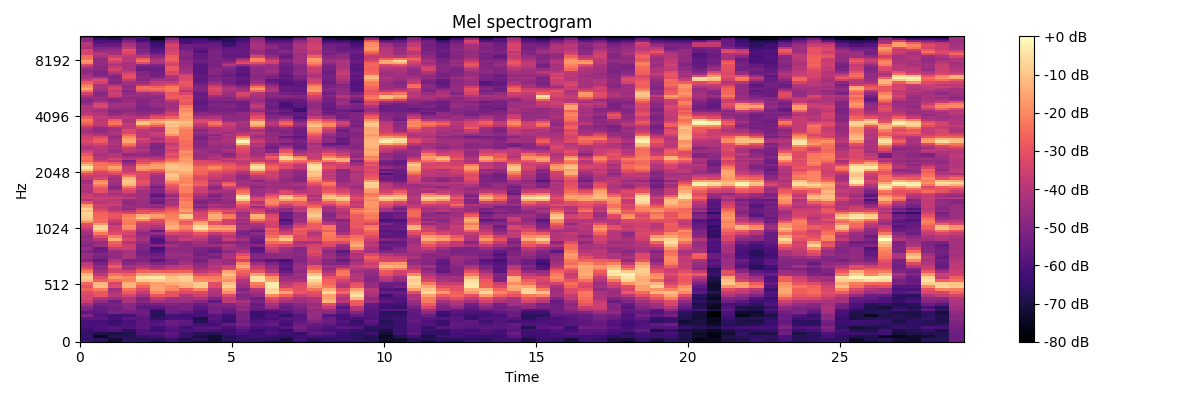 Mel spectrogram
Hz
8192
4096
2048
1024
512
0
0 5 10 15 20 25
Time
+0 dB
-10 dB
-20 dB
-30 dB
-40 dB
-50 dB
-60 dB
-70 dB
-80 dB